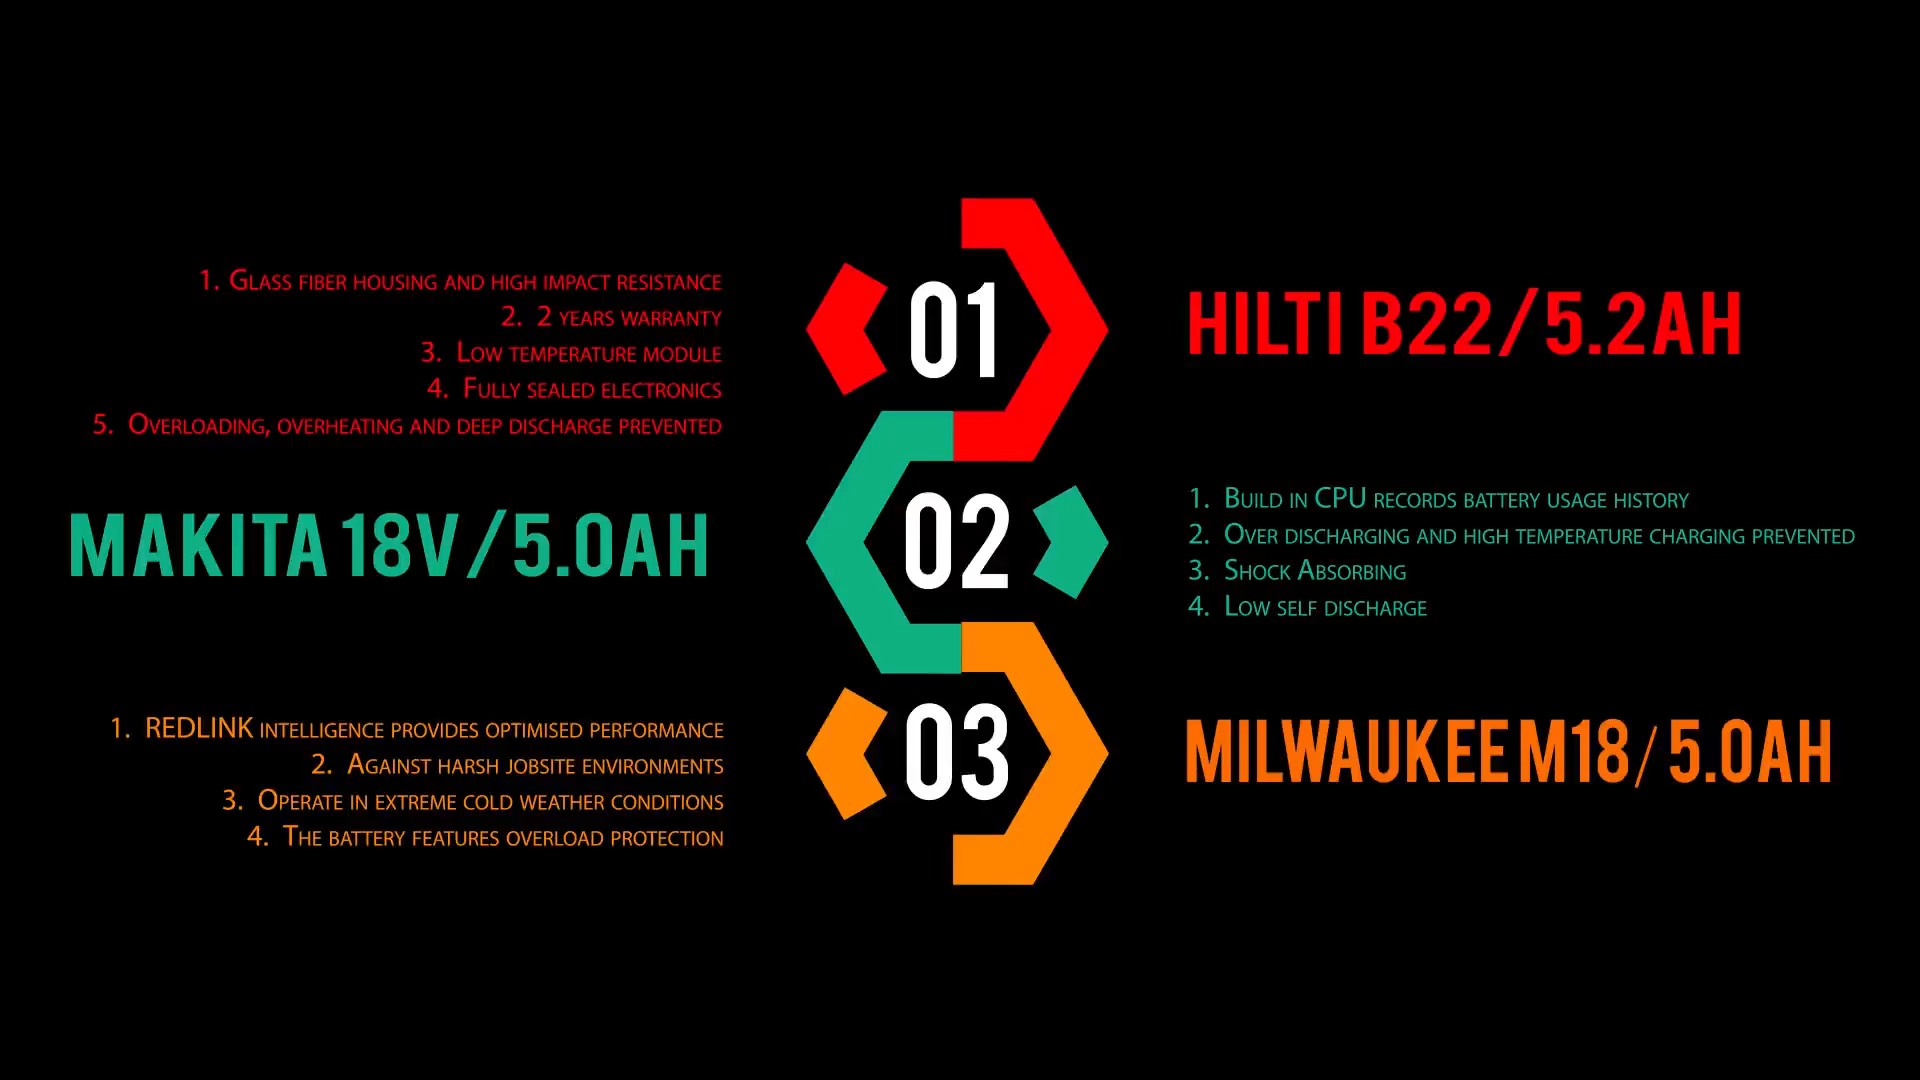 1. Glass fiber housing and high impact resistance
2. 2 years warranty
3. Low temperature module
4. Fully sealed electronics
5. Overloading, overheating and deep discharge prevented
01
HILTI B22/5.2AH
MAKITA 18V/5.0AH
02
1. Build in CPU records battery usage history
2. Over discharging and high temperature charging prevented
3. Shock Absorbing
4. Low self discharge
1. REDLINK intelligence provides optimised performance
2. Against harsh jobsite environments
3. Operate in extreme cold weather conditions
4. The battery features overload protection
03
MILWAUKEE M18/5.0AH